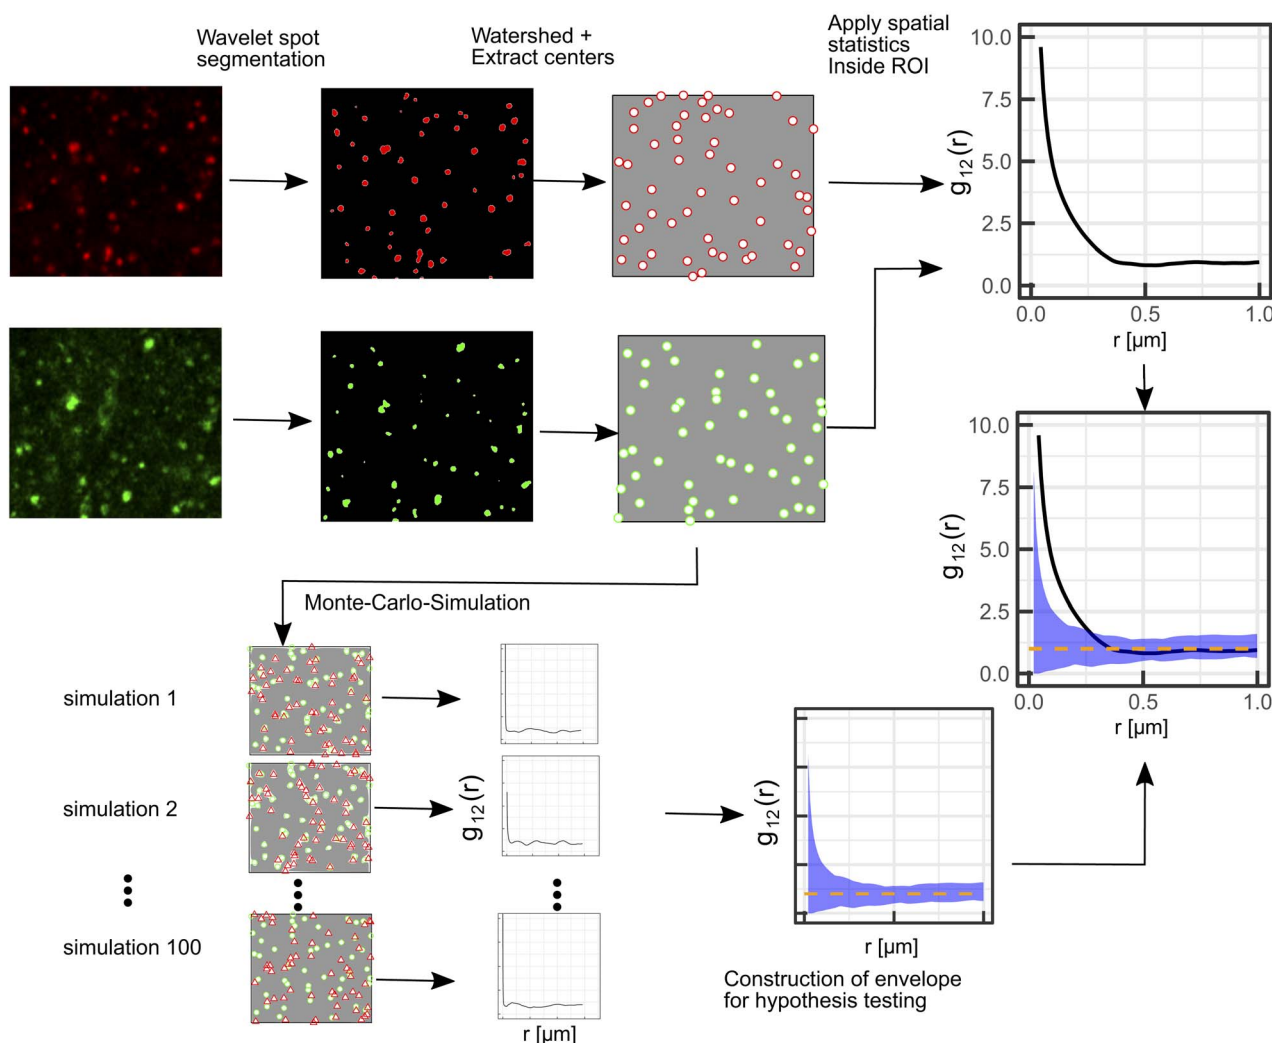 Wavelet spot
segmentation
Watershed +
Extract centers
Apply spatial
statistics
Inside ROI
10.0
7.5
5.0
2.5
0.0
g12(r)
0.0
0.5
1.0
r [µm]
10.0
7.5
5.0
2.5
0.0
g12(r)
0.0
0.5
1.0
r [µm]
Monte-Carlo-Simulation
simulation 1
simulation 2
simulation 100
g12(r)
r [µm]
g12(r)
r [µm]
Construction of envelope
for hypothesis testing